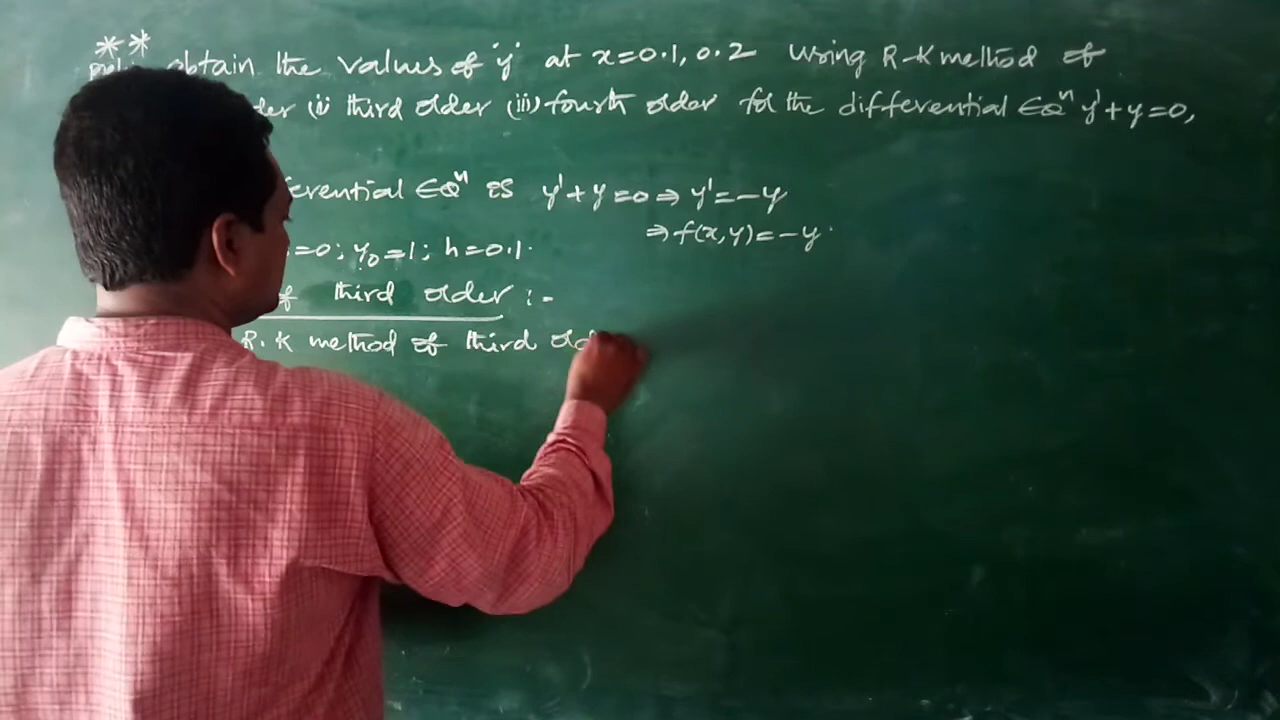 **
obtain the values of 'y' at x=0.1, 0.2 using R-K method of
der (ii) third order (iii) fourth order for the differential EQⁿ y'+y=0,
erential EQⁿ is y'+y=0 ⇒ y'=-y
⇒ f(x,y)=-y.
=0; y₀=1; h=0.1.
of third order :-
R.K method of third ord